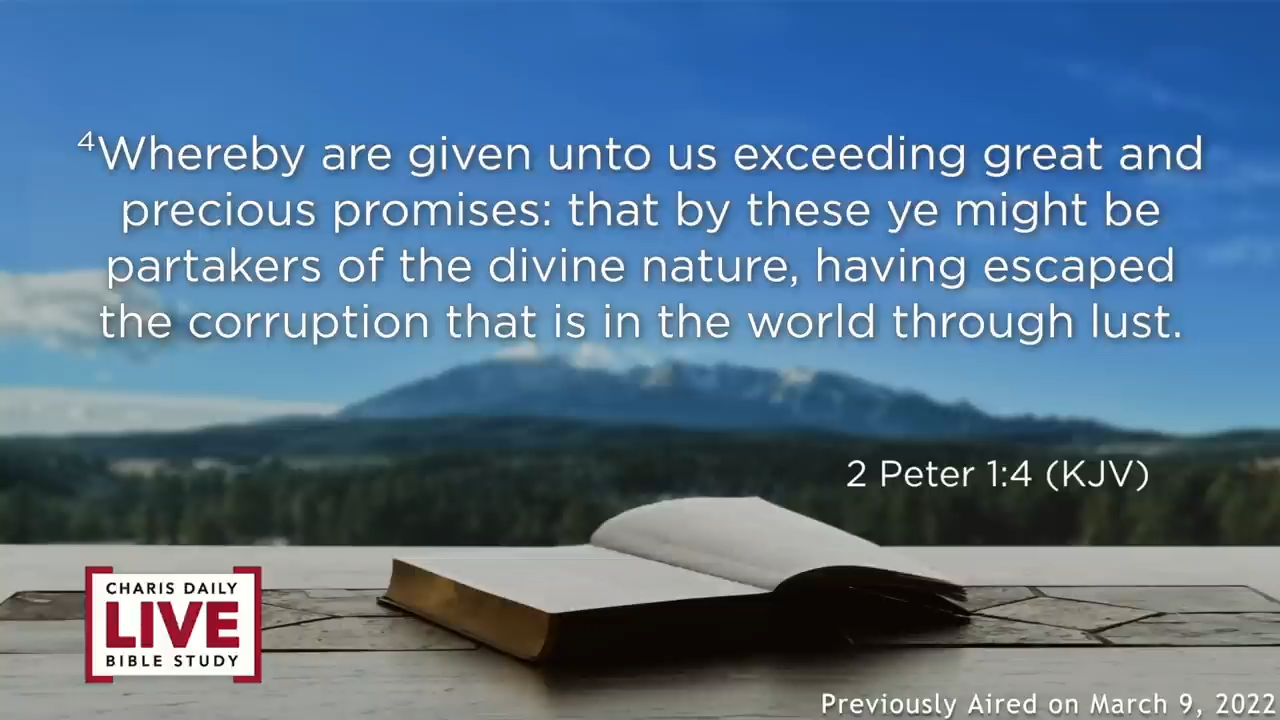 ⁴Whereby are given unto us exceeding great and
precious promises: that by these ye might be
partakers of the divine nature, having escaped
the corruption that is in the world through lust.
2 Peter 1:4 (KJV)
CHARIS DAILY
LIVE
BIBLE STUDY
Previously Aired on March 9, 2022